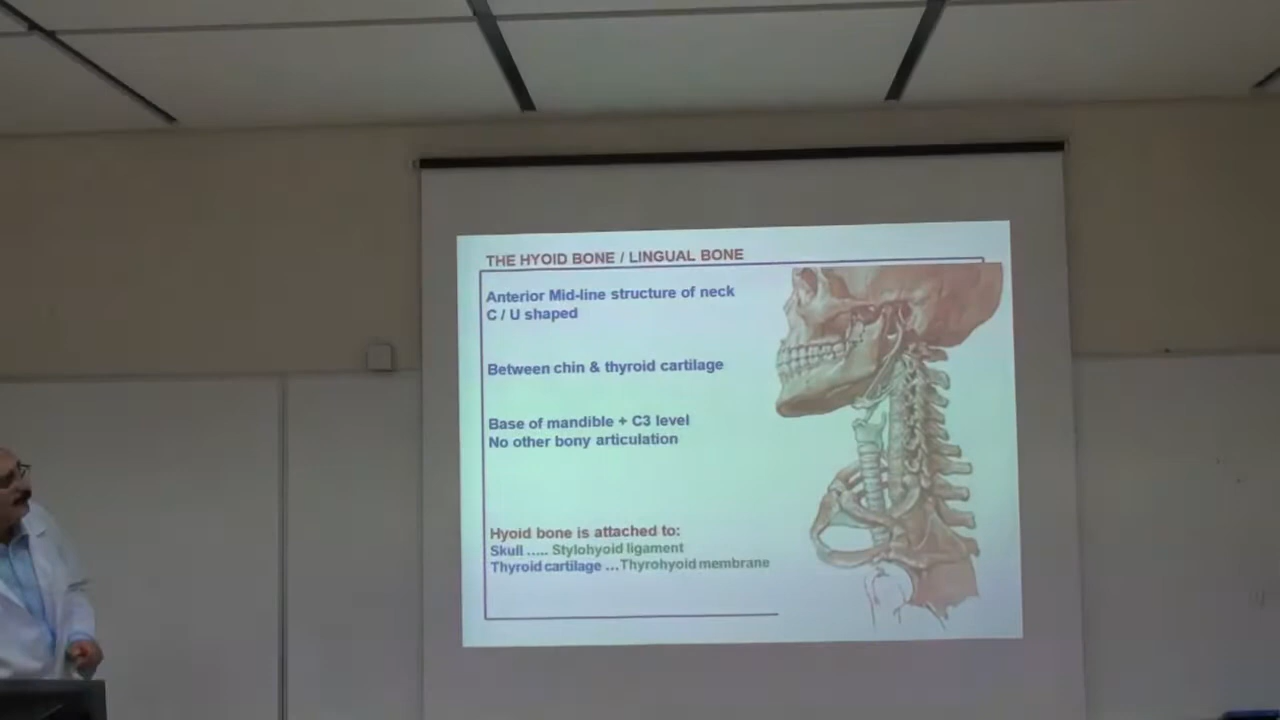 THE HYOID BONE / LINGUAL BONE
Anterior Mid-line structure of neck
C / U shaped
Between chin & thyroid cartilage
Base of mandible + C3 level
No other bony articulation
Hyoid bone is attached to:
Skull ..... Stylohyoid ligament
Thyroid cartilage ... Thyrohyoid membrane